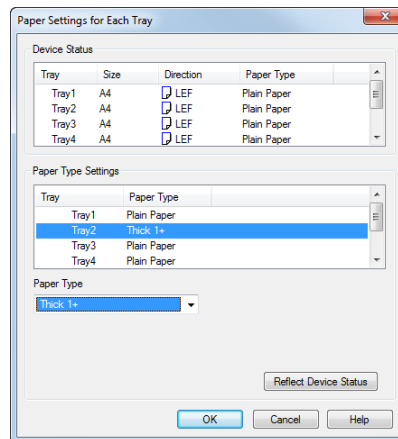 Paper Settings for Each Tray
Device Status
Tray Size Direction Paper Type
Tray1 A4 LEF Plain Paper
Tray2 A4 LEF Plain Paper
Tray3 A4 LEF Plain Paper
Tray4 A4 LEF Plain Paper
Paper Type Settings
Tray Paper Type
Tray1 Plain Paper
Tray2 Thick 1+
Tray3 Plain Paper
Tray4 Plain Paper
Paper Type
Thick 1+
Reflect Device Status
OK Cancel Help